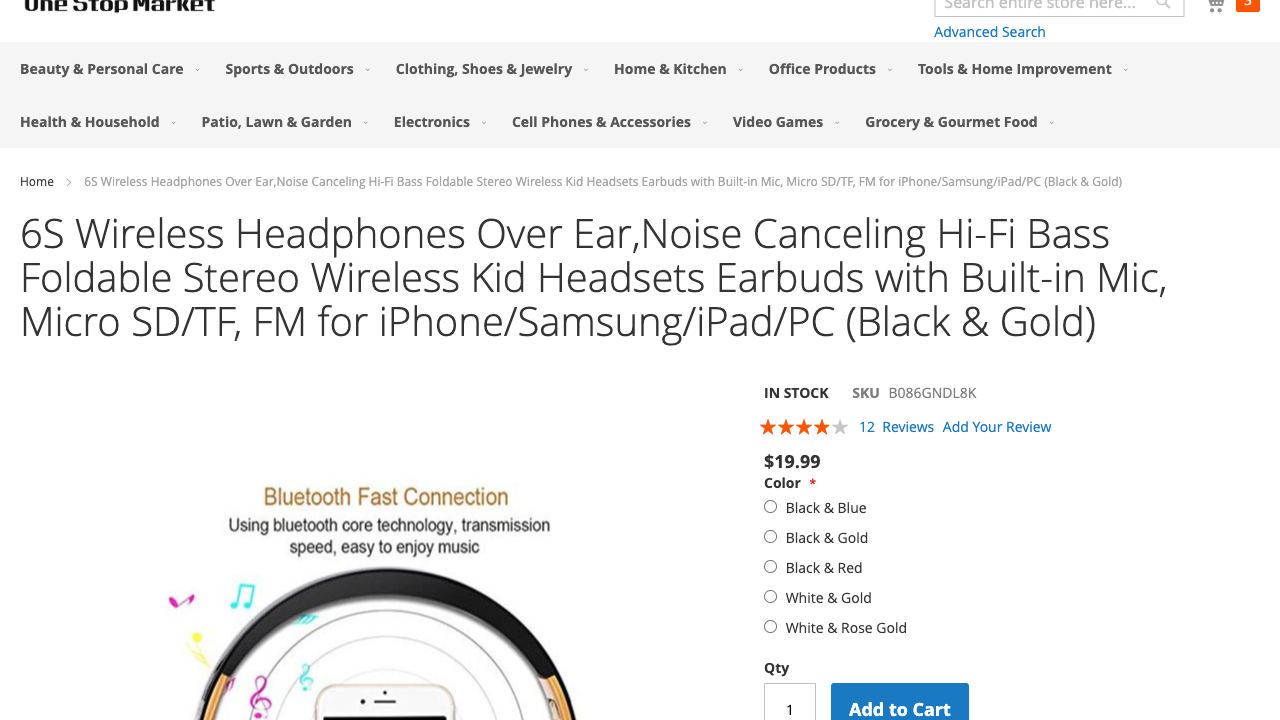 One Stop Market
Search entire store here...
3
Advanced Search
Beauty & Personal Care
Sports & Outdoors
Clothing, Shoes & Jewelry
Home & Kitchen
Office Products
Tools & Home Improvement
Health & Household
Patio, Lawn & Garden
Electronics
Cell Phones & Accessories
Video Games
Grocery & Gourmet Food
Home
6S Wireless Headphones Over Ear,Noise Canceling Hi-Fi Bass Foldable Stereo Wireless Kid Headsets Earbuds with Built-in Mic, Micro SD/TF, FM for iPhone/Samsung/iPad/PC (Black & Gold)
6S Wireless Headphones Over Ear,Noise Canceling Hi-Fi Bass
Foldable Stereo Wireless Kid Headsets Earbuds with Built-in Mic,
Micro SD/TF, FM for iPhone/Samsung/iPad/PC (Black & Gold)
IN STOCK SKU B086GNDL8K
12 Reviews Add Your Review
$19.99
Color *
Black & Blue
Black & Gold
Black & Red
White & Gold
White & Rose Gold
Qty
1
Add to Cart
Bluetooth Fast Connection
Using bluetooth core technology, transmission
speed, easy to enjoy music